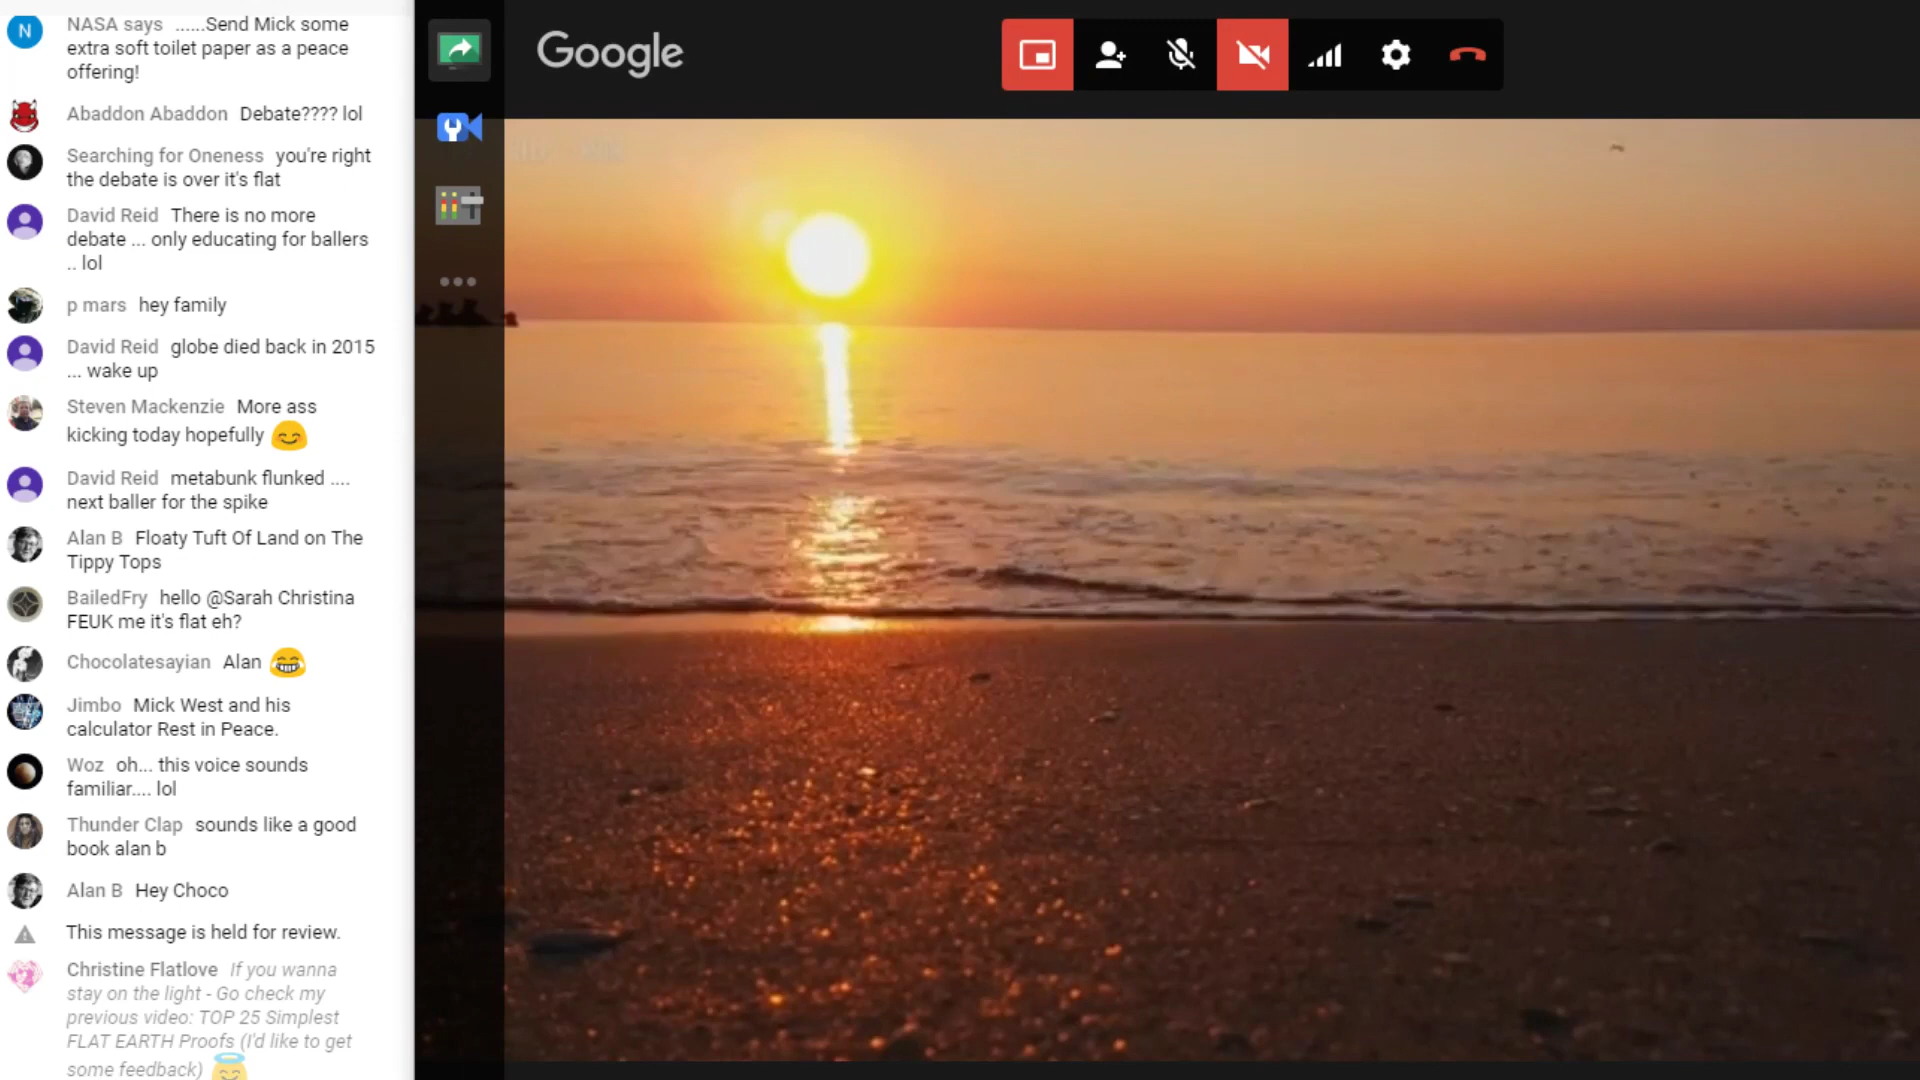 NASA says ......Send Mick some
extra soft toilet paper as a peace
offering!
Abaddon Abaddon Debate???? lol
Searching for Oneness you're right
the debate is over it's flat
David Reid There is no more
debate ... only educating for ballers
.. lol
p mars hey family
David Reid globe died back in 2015
... wake up
Steven Mackenzie More ass
kicking today hopefully
David Reid metabunk flunked ....
next baller for the spike
Alan B Floaty Tuft Of Land on The
Tippy Tops
BailedFry hello @Sarah Christina
FEUK me it's flat eh?
Chocolatesayian Alan
Jimbo Mick West and his
calculator Rest in Peace.
Woz oh... this voice sounds
familiar.... lol
Thunder Clap sounds like a good
book alan b
Alan B Hey Choco
This message is held for review.
Christine Flatlove If you wanna
stay on the light - Go check my
previous video: TOP 25 Simplest
FLAT EARTH Proofs (I'd like to get
some feedback)
N
Google